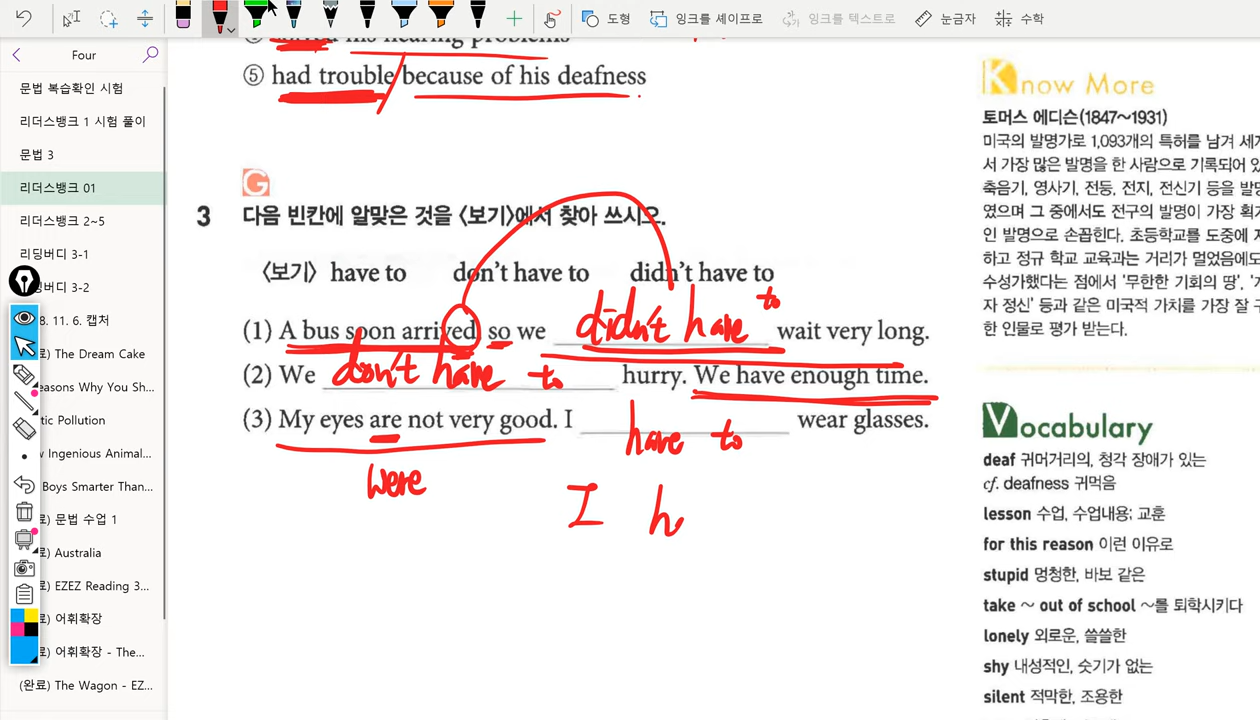 도형
잉크를 셰이프로
잉크를 텍스트로
눈금자
수학
Four
문법 복습확인 시험
리더스뱅크 1 시험 풀이
문법 3
리더스뱅크 01
리더스뱅크 2~5
리딩버디 3-1
딩버디 3-2
8. 11. 6. 캡처
료) The Dream Cake
easons Why You Sh...
tic Pollution
w Ingenious Animal...
Boys Smarter Than...
료) 문법 수업 1
료) Australia
료) EZEZ Reading 3...
료) 어휘확장
료) 어휘확장 - The...
(완료) The Wagon - EZ...
his hearing problems
⑤ had trouble / because of his deafness
G
3 다음 빈칸에 알맞은 것을 〈보기〉에서 찾아 쓰시오.
〈보기〉 have to don't have to didn't have to
(1) A bus soon arrived, so we didn't have to wait very long.
(2) We don't have to hurry. We have enough time.
(3) My eyes are not very good. I have to wear glasses.
were
I h
Know More
토머스 에디슨(1847~1931)
미국의 발명가로 1,093개의 특허를 남겨 세계
서 가장 많은 발명을 한 사람으로 기록되어 있
축음기, 영사기, 전등, 전지, 전신기 등을 발명
였으며 그 중에서도 전구의 발명이 가장 획기
인 발명으로 손꼽힌다. 초등학교를 도중에 자
하고 정규 학교 교육과는 거리가 멀었음에도
수성가했다는 점에서 '무한한 기회의 땅', '기
자 정신' 등과 같은 미국적 가치를 가장 잘 구
한 인물로 평가 받는다.
Vocabulary
deaf 귀머거리의, 청각 장애가 있는
cf. deafness 귀먹음
lesson 수업, 수업내용; 교훈
for this reason 이런 이유로
stupid 멍청한, 바보 같은
take ~ out of school ~를 퇴학시키다
lonely 외로운, 쓸쓸한
shy 내성적인, 숫기가 없는
silent 적막한, 조용한